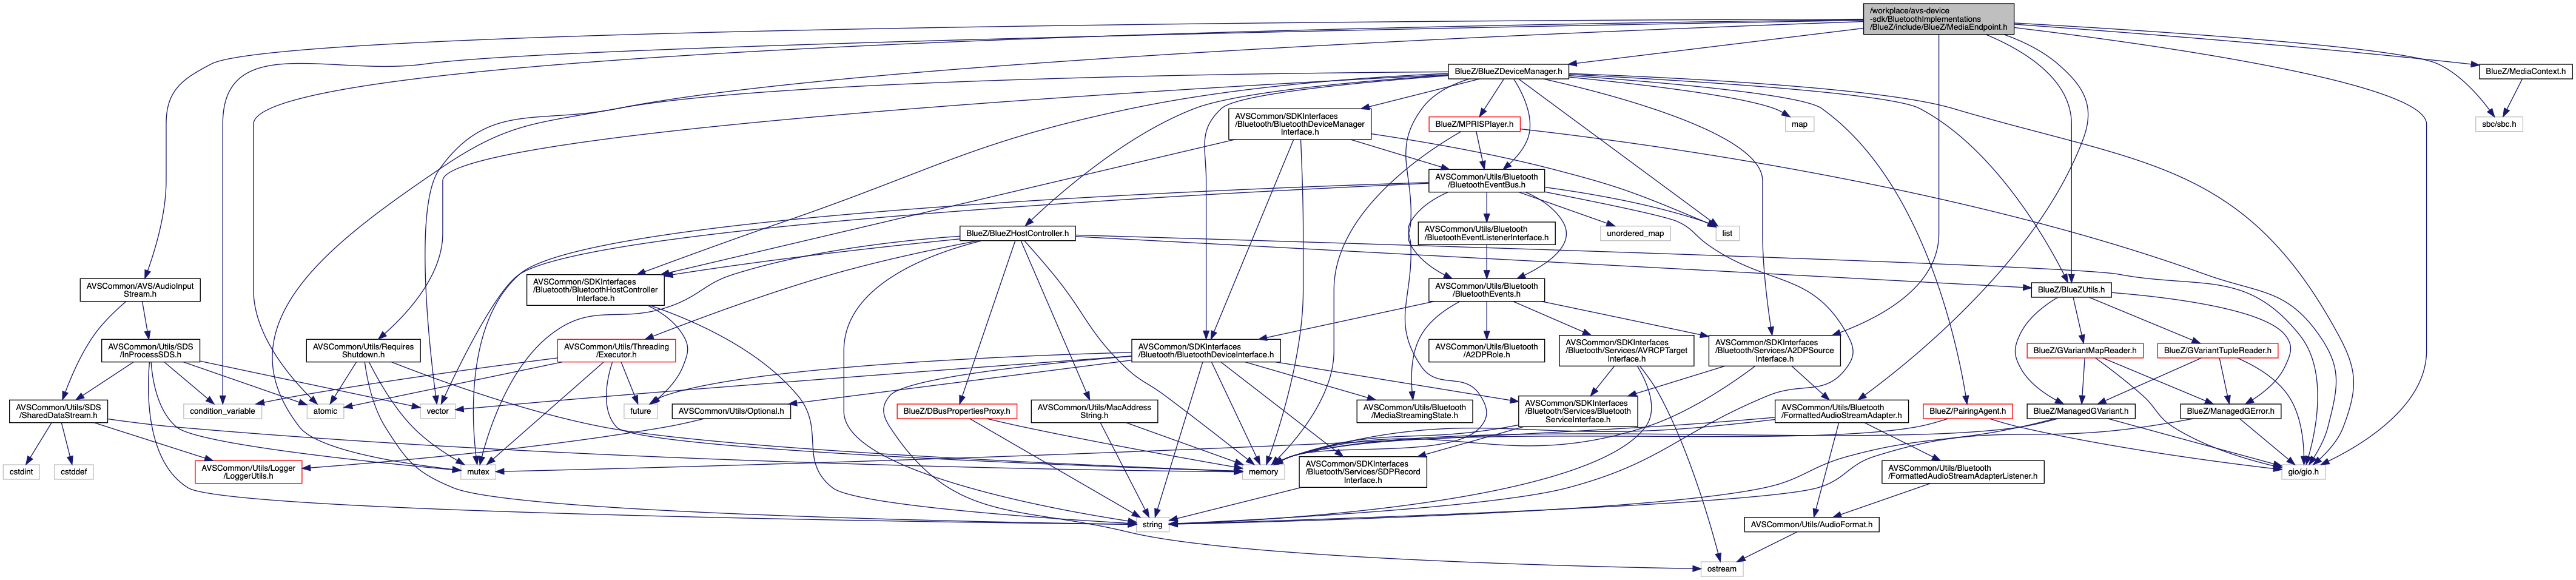 /workplace/avs-device
-sdk/BluetoothImplementations
/BlueZ/include/BlueZ/MediaEndpoint.h
BlueZ/BlueZDeviceManager.h
BlueZ/MediaContext.h
AVSCommon/SDKInterfaces
/Bluetooth/BluetoothDeviceManager
Interface.h
BlueZ/MPRISPlayer.h
map
sbc/sbc.h
AVSCommon/Utils/Bluetooth
/BluetoothEventBus.h
BlueZ/BlueZHostController.h
AVSCommon/Utils/Bluetooth
/BluetoothEventListenerInterface.h
unordered_map
list
AVSCommon/AVS/AudioInput
Stream.h
AVSCommon/SDKInterfaces
/Bluetooth/BluetoothHostController
Interface.h
AVSCommon/Utils/Bluetooth
/BluetoothEvents.h
BlueZ/BlueZUtils.h
AVSCommon/Utils/SDS
/InProcessSDS.h
AVSCommon/Utils/Requires
Shutdown.h
AVSCommon/Utils/Threading
/Executor.h
AVSCommon/SDKInterfaces
/Bluetooth/BluetoothDeviceInterface.h
AVSCommon/Utils/Bluetooth
/A2DPRole.h
AVSCommon/SDKInterfaces
/Bluetooth/Services/AVRCPTarget
Interface.h
AVSCommon/SDKInterfaces
/Bluetooth/Services/A2DPSource
Interface.h
BlueZ/GVariantMapReader.h
BlueZ/GVariantTupleReader.h
AVSCommon/Utils/SDS
/SharedDataStream.h
condition_variable
atomic
vector
future
AVSCommon/Utils/Optional.h
BlueZ/DBusPropertiesProxy.h
AVSCommon/Utils/MacAddress
String.h
AVSCommon/Utils/Bluetooth
/MediaStreamingState.h
AVSCommon/SDKInterfaces
/Bluetooth/Services/Bluetooth
ServiceInterface.h
AVSCommon/Utils/Bluetooth
/FormattedAudioStreamAdapter.h
BlueZ/PairingAgent.h
BlueZ/ManagedGVariant.h
BlueZ/ManagedGError.h
cstdint
cstddef
AVSCommon/Utils/Logger
/LoggerUtils.h
mutex
memory
AVSCommon/SDKInterfaces
/Bluetooth/Services/SDPRecord
Interface.h
AVSCommon/Utils/Bluetooth
/FormattedAudioStreamAdapterListener.h
gio/gio.h
string
AVSCommon/Utils/AudioFormat.h
ostream